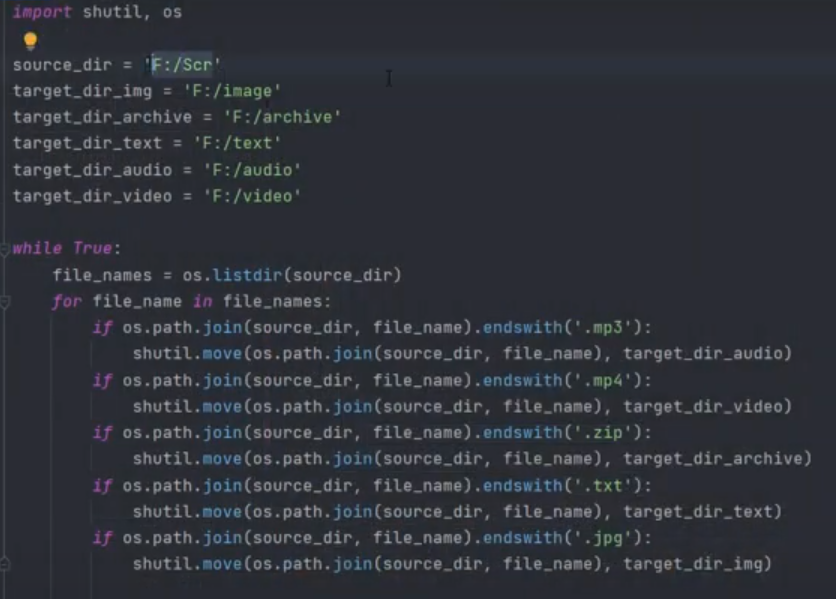 import shutil, os
source_dir = 'F:/Scr'
target_dir_img = 'F:/image'
target_dir_archive = 'F:/archive'
target_dir_text = 'F:/text'
target_dir_audio = 'F:/audio'
target_dir_video = 'F:/video'
while True:
    file_names = os.listdir(source_dir)
    for file_name in file_names:
        if os.path.join(source_dir, file_name).endswith('.mp3'):
            shutil.move(os.path.join(source_dir, file_name), target_dir_audio)
        if os.path.join(source_dir, file_name).endswith('.mp4'):
            shutil.move(os.path.join(source_dir, file_name), target_dir_video)
        if os.path.join(source_dir, file_name).endswith('.zip'):
            shutil.move(os.path.join(source_dir, file_name), target_dir_archive)
        if os.path.join(source_dir, file_name).endswith('.txt'):
            shutil.move(os.path.join(source_dir, file_name), target_dir_text)
        if os.path.join(source_dir, file_name).endswith('.jpg'):
            shutil.move(os.path.join(source_dir, file_name), target_dir_img)